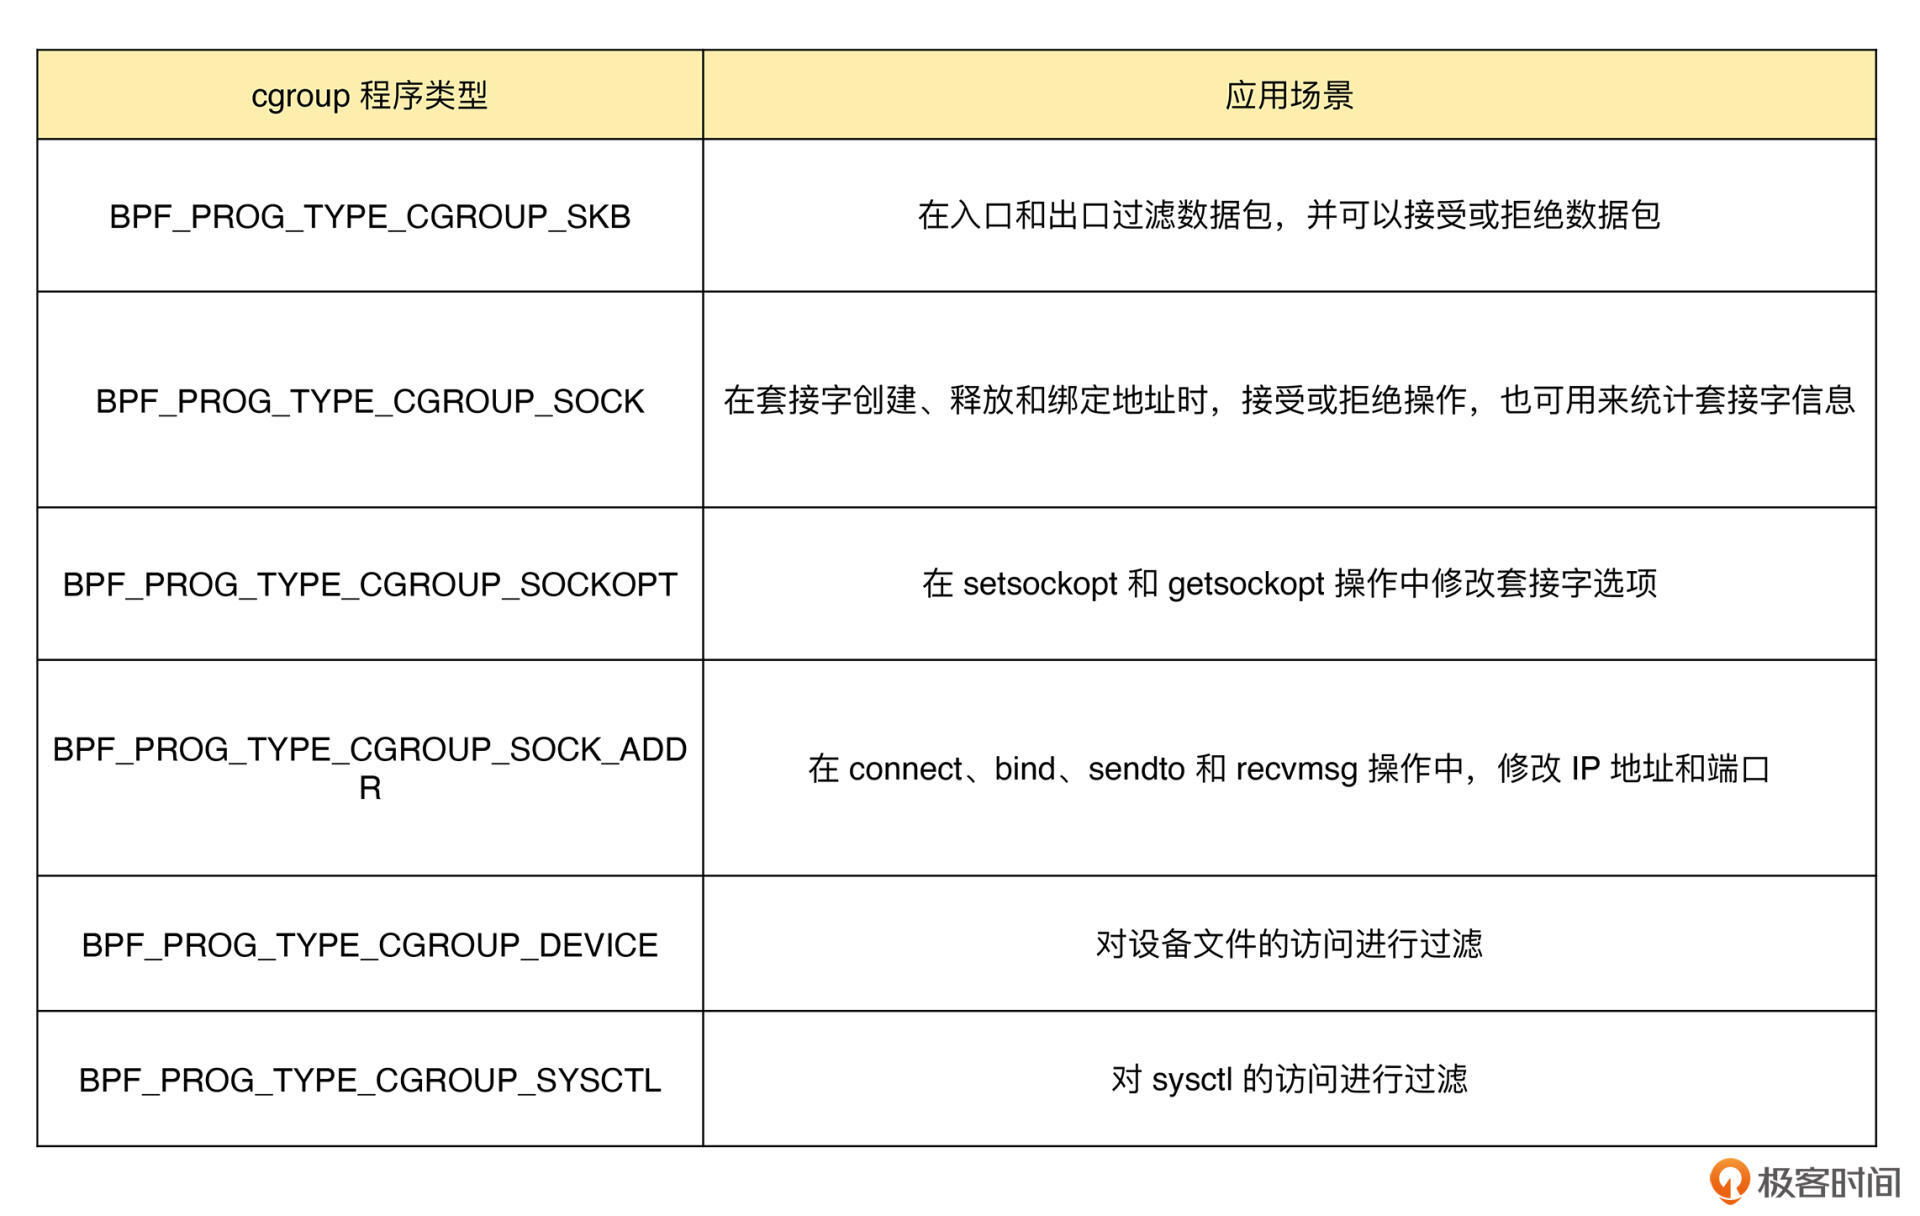 cgroup 程序类型
应用场景
BPF_PROG_TYPE_CGROUP_SKB
在入口和出口过滤数据包，并可以接受或拒绝数据包
BPF_PROG_TYPE_CGROUP_SOCK
在套接字创建、释放和绑定地址时，接受或拒绝操作，也可用来统计套接字信息
BPF_PROG_TYPE_CGROUP_SOCKOPT
在 setsockopt 和 getsockopt 操作中修改套接字选项
BPF_PROG_TYPE_CGROUP_SOCK_ADD
R
在 connect、bind、sendto 和 recvmsg 操作中，修改 IP 地址和端口
BPF_PROG_TYPE_CGROUP_DEVICE
对设备文件的访问进行过滤
BPF_PROG_TYPE_CGROUP_SYSCTL
对 sysctl 的访问进行过滤
极客时间